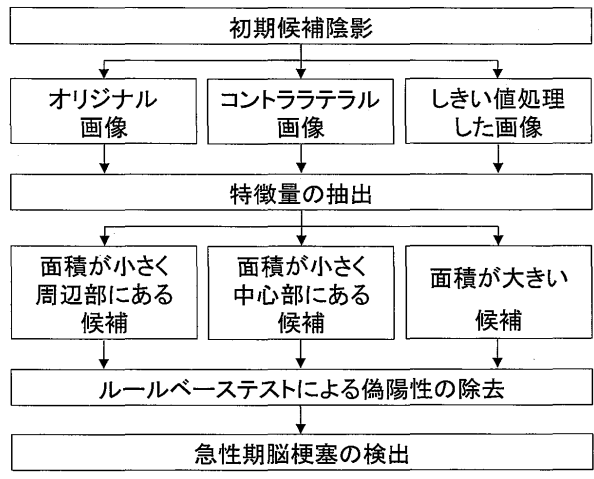 初期候補陰影
オリジナル
画像
コントララテラル
画像
しきい値処理
した画像
特徴量の抽出
面積が小さく
周辺部にある
候補
面積が小さく
中心部にある
候補
面積が大きい
候補
ルールベーステストによる偽陽性の除去
急性期脳梗塞の検出